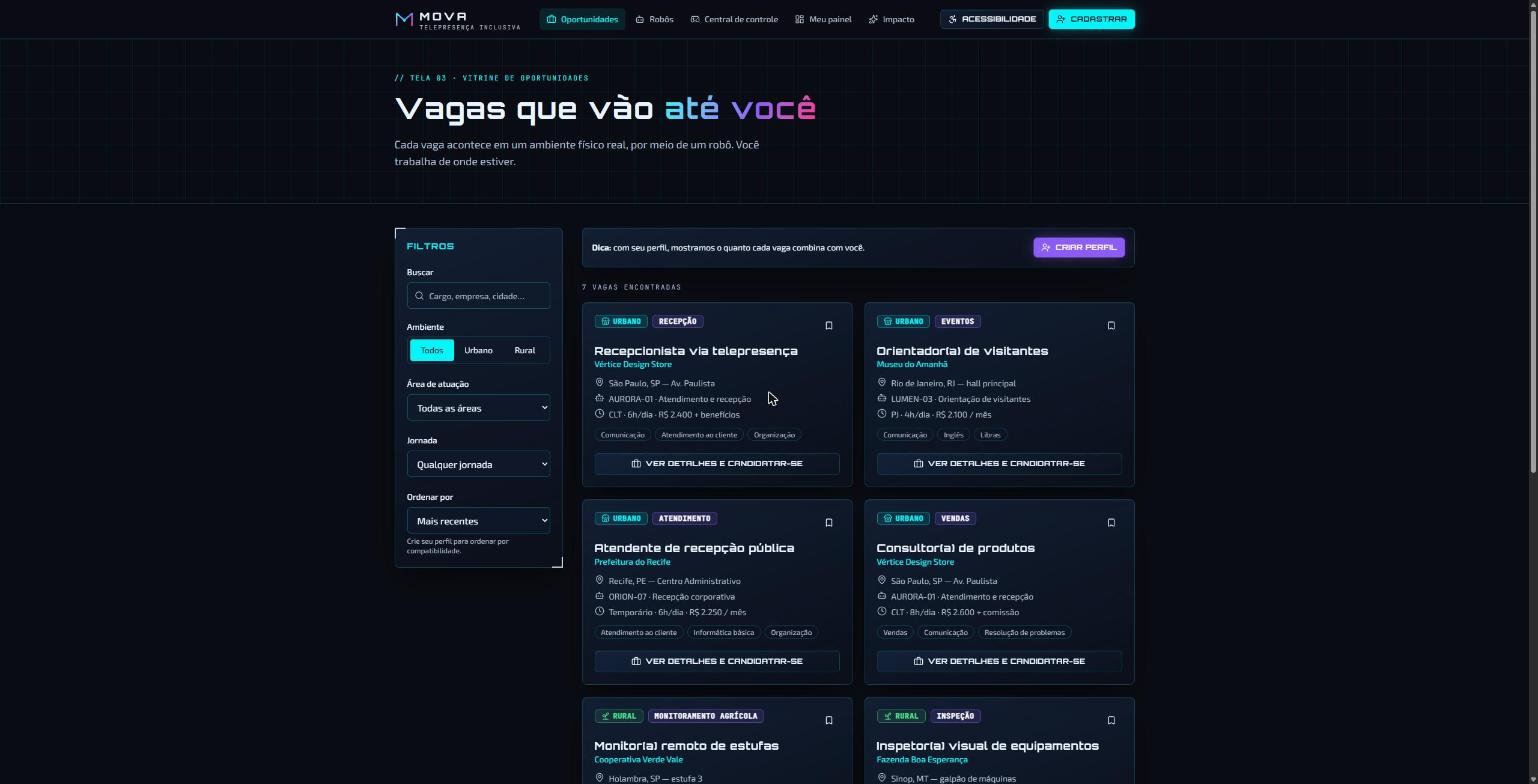 MOVA
TELEPRESENÇA INCLUSIVA
Oportunidades
Robôs
Central de controle
Meu painel
Impacto
ACESSIBILIDADE
CADASTRAR
// TELA 03 · VITRINE DE OPORTUNIDADES
Vagas que vão até você
Cada vaga acontece em um ambiente físico real, por meio de um robô. Você
trabalha de onde estiver.
FILTROS
Buscar
Cargo, empresa, cidade...
Ambiente
Todos
Urbano
Rural
Área de atuação
Todas as áreas
Jornada
Qualquer jornada
Ordenar por
Mais recentes
Crie seu perfil para ordenar por
compatibilidade.
Dica: com seu perfil, mostramos o quanto cada vaga combina com você.
CRIAR PERFIL
7 VAGAS ENCONTRADAS
URBANO
RECEPÇÃO
Recepcionista via telepresença
Vértice Design Store
São Paulo, SP — Av. Paulista
AURORA-01 · Atendimento e recepção
CLT · 6h/dia · R$ 2.400 + benefícios
Comunicação
Atendimento ao cliente
Organização
VER DETALHES E CANDIDATAR-SE
URBANO
EVENTOS
Orientador(a) de visitantes
Museu do Amanhã
Rio de Janeiro, RJ — hall principal
LUMEN-03 · Orientação de visitantes
PJ · 4h/dia · R$ 2.100 / mês
Comunicação
Inglês
Libras
VER DETALHES E CANDIDATAR-SE
URBANO
ATENDIMENTO
Atendente de recepção pública
Prefeitura do Recife
Recife, PE — Centro Administrativo
ORION-07 · Recepção corporativa
Temporário · 6h/dia · R$ 2.250 / mês
Atendimento ao cliente
Informática básica
Organização
VER DETALHES E CANDIDATAR-SE
URBANO
VENDAS
Consultor(a) de produtos
Vértice Design Store
São Paulo, SP — Av. Paulista
AURORA-01 · Atendimento e recepção
CLT · 8h/dia · R$ 2.600 + comissão
Vendas
Comunicação
Resolução de problemas
VER DETALHES E CANDIDATAR-SE
RURAL
MONITORAMENTO AGRÍCOLA
Monitor(a) remoto de estufas
Cooperativa Verde Vale
Holambra, SP — estufa 3
RURAL
INSPEÇÃO
Inspetor(a) visual de equipamentos
Fazenda Boa Esperança
Sinop, MT — galpão de máquinas